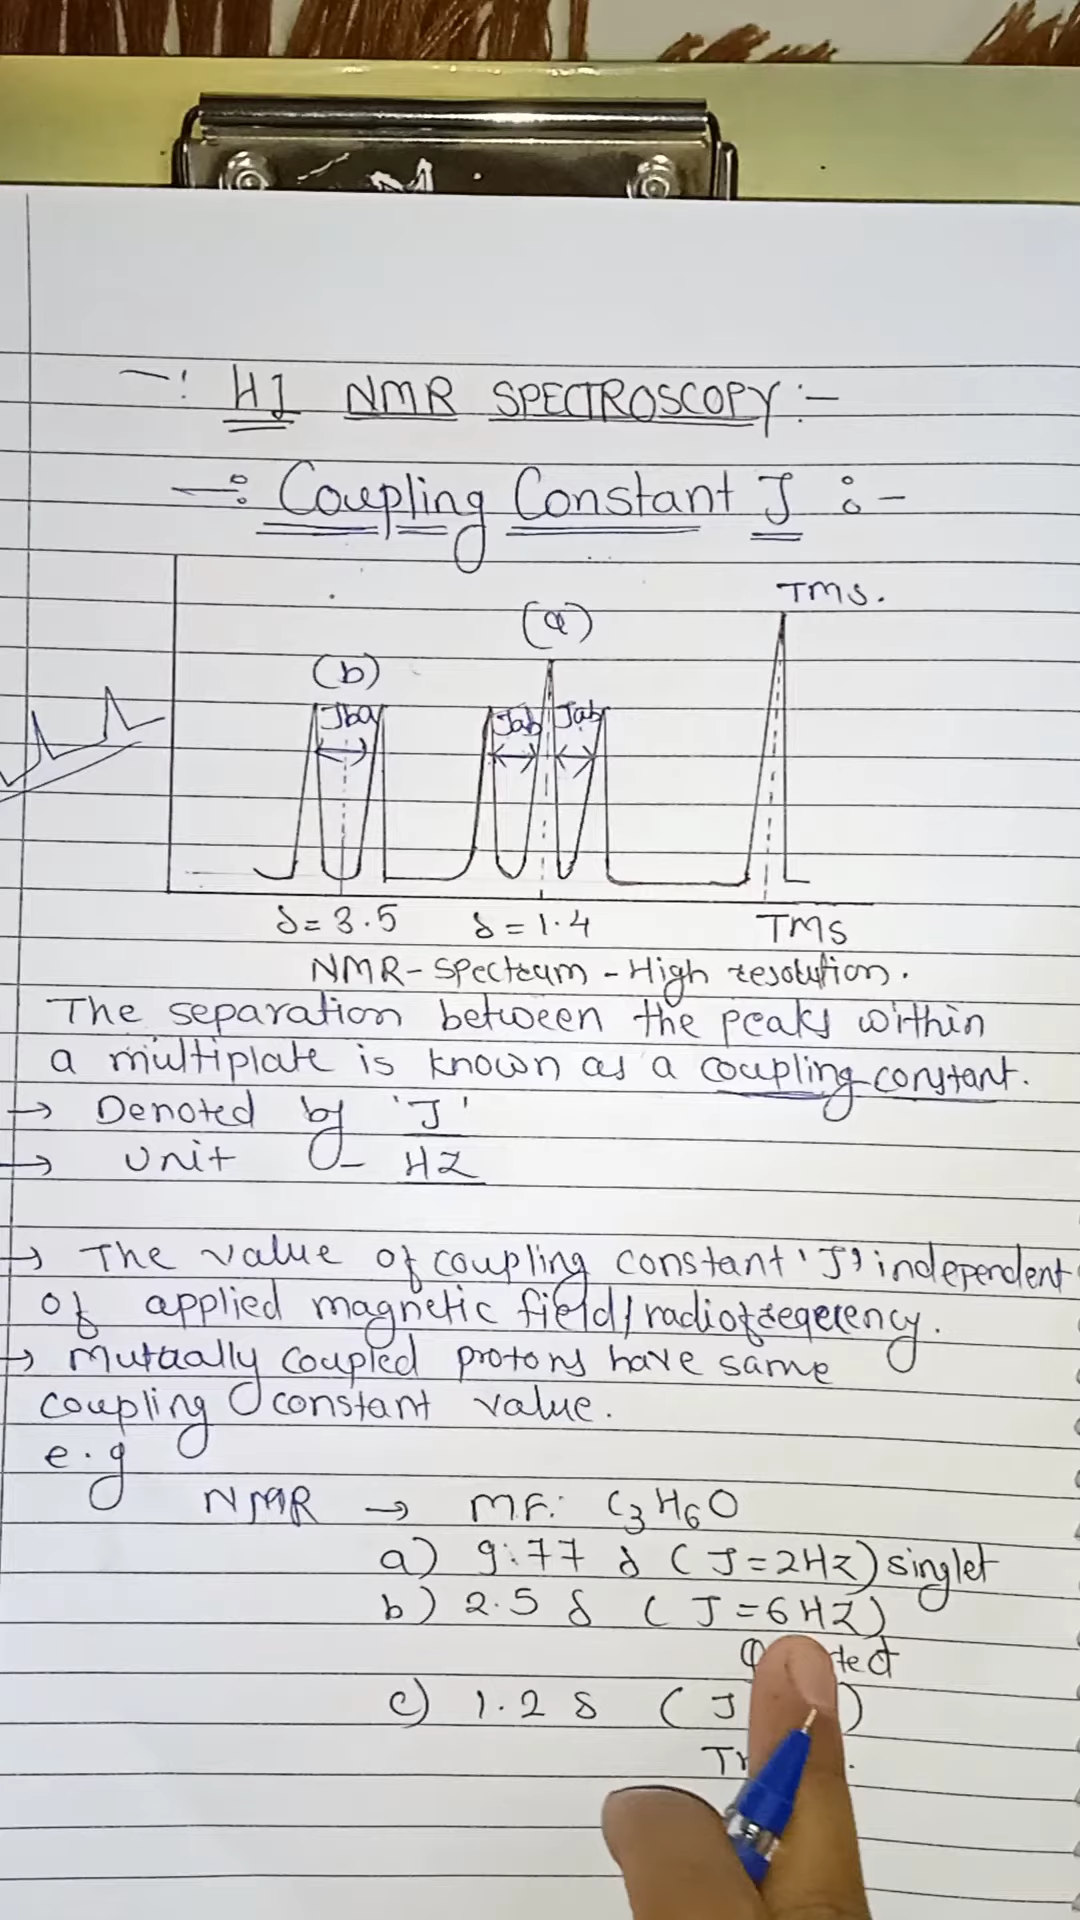 -: H1 NMR SPECTROSCOPY :-
-: Coupling Constant J :-
TMS.
(a)
(b)
Jba Jab Jab
δ= 3.5 δ = 1.4 TMS
NMR- Spectrum - High resolution.
The separation between the peaks within
a multiplate is known as a coupling constant.
→ Denoted by 'J'
→ Unit - HZ
→ The value of coupling constant 'J' independent
of applied magnetic field/
→ Mutually coupled protons have same
coupling constant value.
e.g
NMR → M.F: C3H6O
a) 9.77 δ (J=2Hz) singlet
b) 2.5 δ (J=6HZ)
c) 1.2 δ (J )